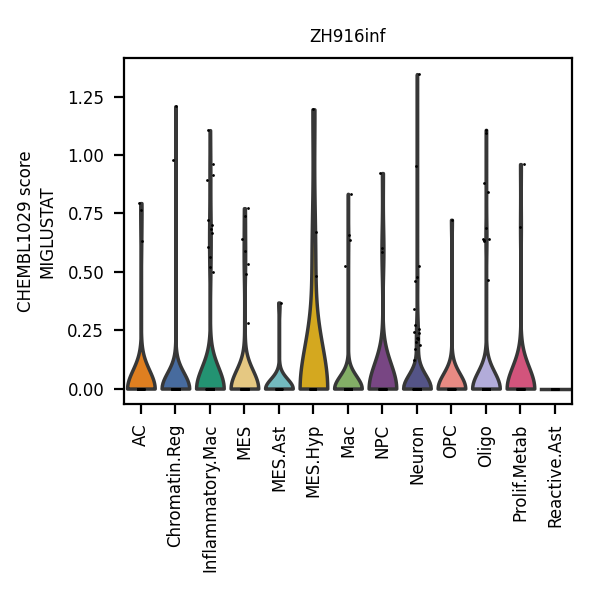 ZH916inf
CHEMBL1029 score
MIGLUSTAT
1.25
1.00
0.75
0.50
0.25
0.00
AC
Chromatin.Reg
Inflammatory.Mac
MES
MES.Ast
MES.Hyp
Mac
NPC
Neuron
OPC
Oligo
Prolif.Metab
Reactive.Ast